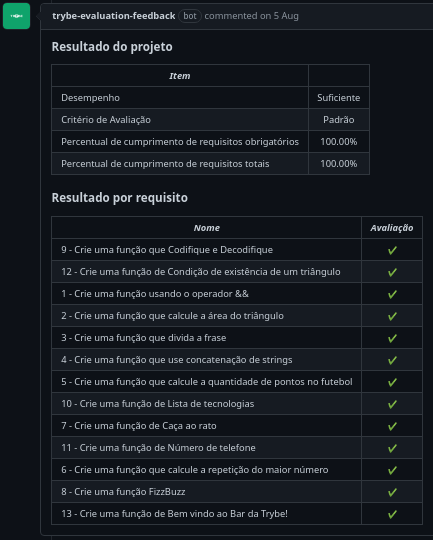 trybe-evaluation-feedback bot commented on 5 Aug
Resultado do projeto
Item
Desempenho Suficiente
Critério de Avaliação Padrão
Percentual de cumprimento de requisitos obrigatórios 100.00%
Percentual de cumprimento de requisitos totais 100.00%
Resultado por requisito
Nome Avaliação
9 - Crie uma função que Codifique e Decodifique ✔
12 - Crie uma função de Condição de existência de um triângulo ✔
1 - Crie uma função usando o operador && ✔
2 - Crie uma função que calcule a área do triângulo ✔
3 - Crie uma função que divida a frase ✔
4 - Crie uma função que use concatenação de strings ✔
5 - Crie uma função que calcule a quantidade de pontos no futebol ✔
10 - Crie uma função de Lista de tecnologias ✔
7 - Crie uma função de Caça ao rato ✔
11 - Crie uma função de Número de telefone ✔
6 - Crie uma função que calcule a repetição do maior número ✔
8 - Crie uma função FizzBuzz ✔
13 - Crie uma função de Bem vindo ao Bar da Trybe! ✔